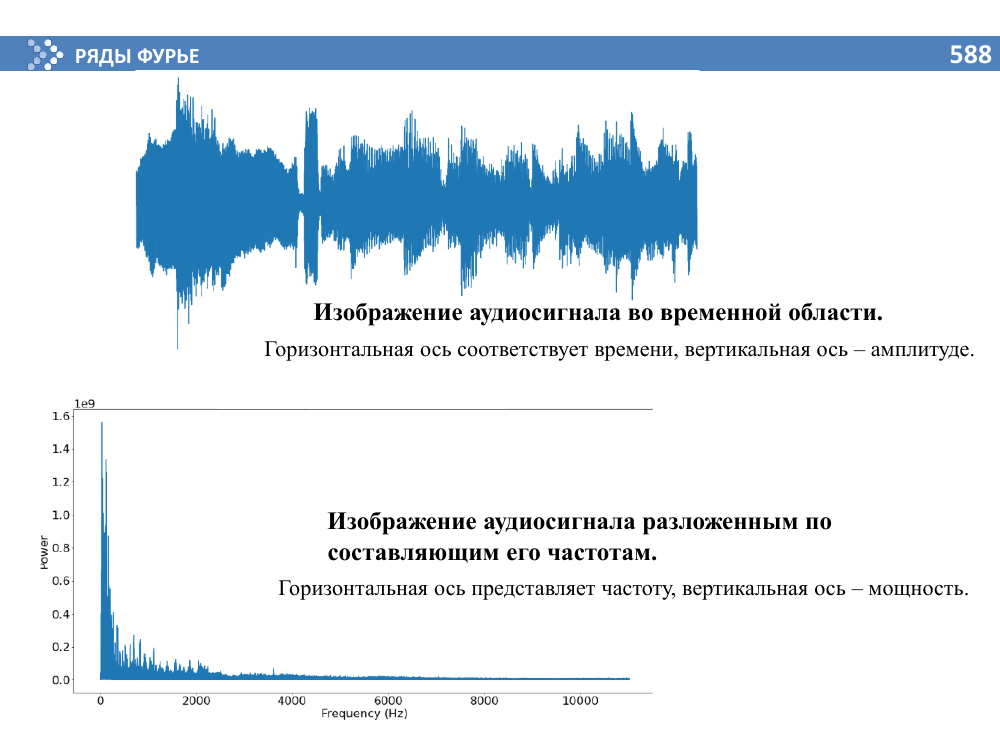 РЯДЫ ФУРЬЕ
588
Изображение аудиосигнала во временной области.
Горизонтальная ось соответствует времени, вертикальная ось – амплитуде.
1e9
1.6
1.4
1.2
1.0
0.8
0.6
0.4
0.2
0.0
Power
Изображение аудиосигнала разложенным по
составляющим его частотам.
Горизонтальная ось представляет частоту, вертикальная ось – мощность.
0 2000 4000 6000 8000 10000
Frequency (Hz)